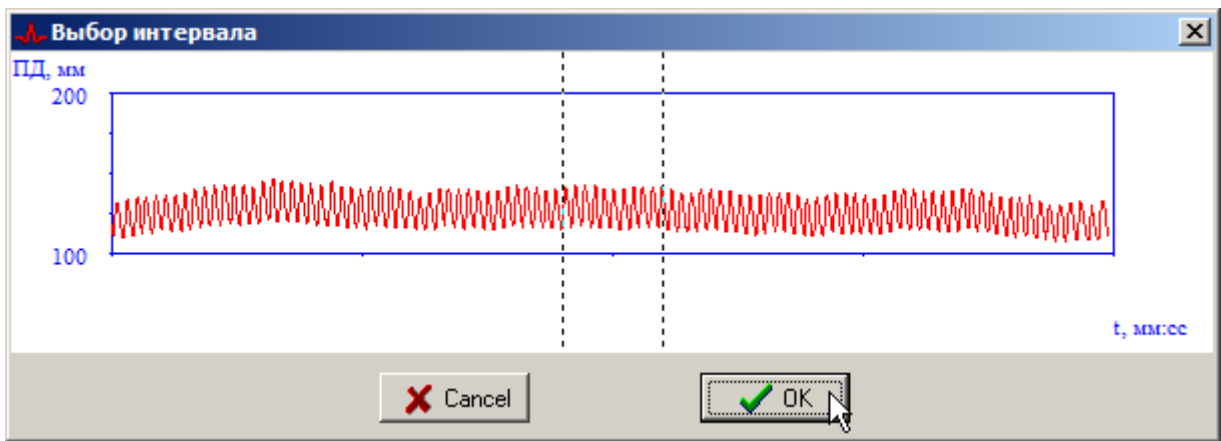 Выбор интервала
ПД, мм
200
100
t, мм:сс
Cancel
OK